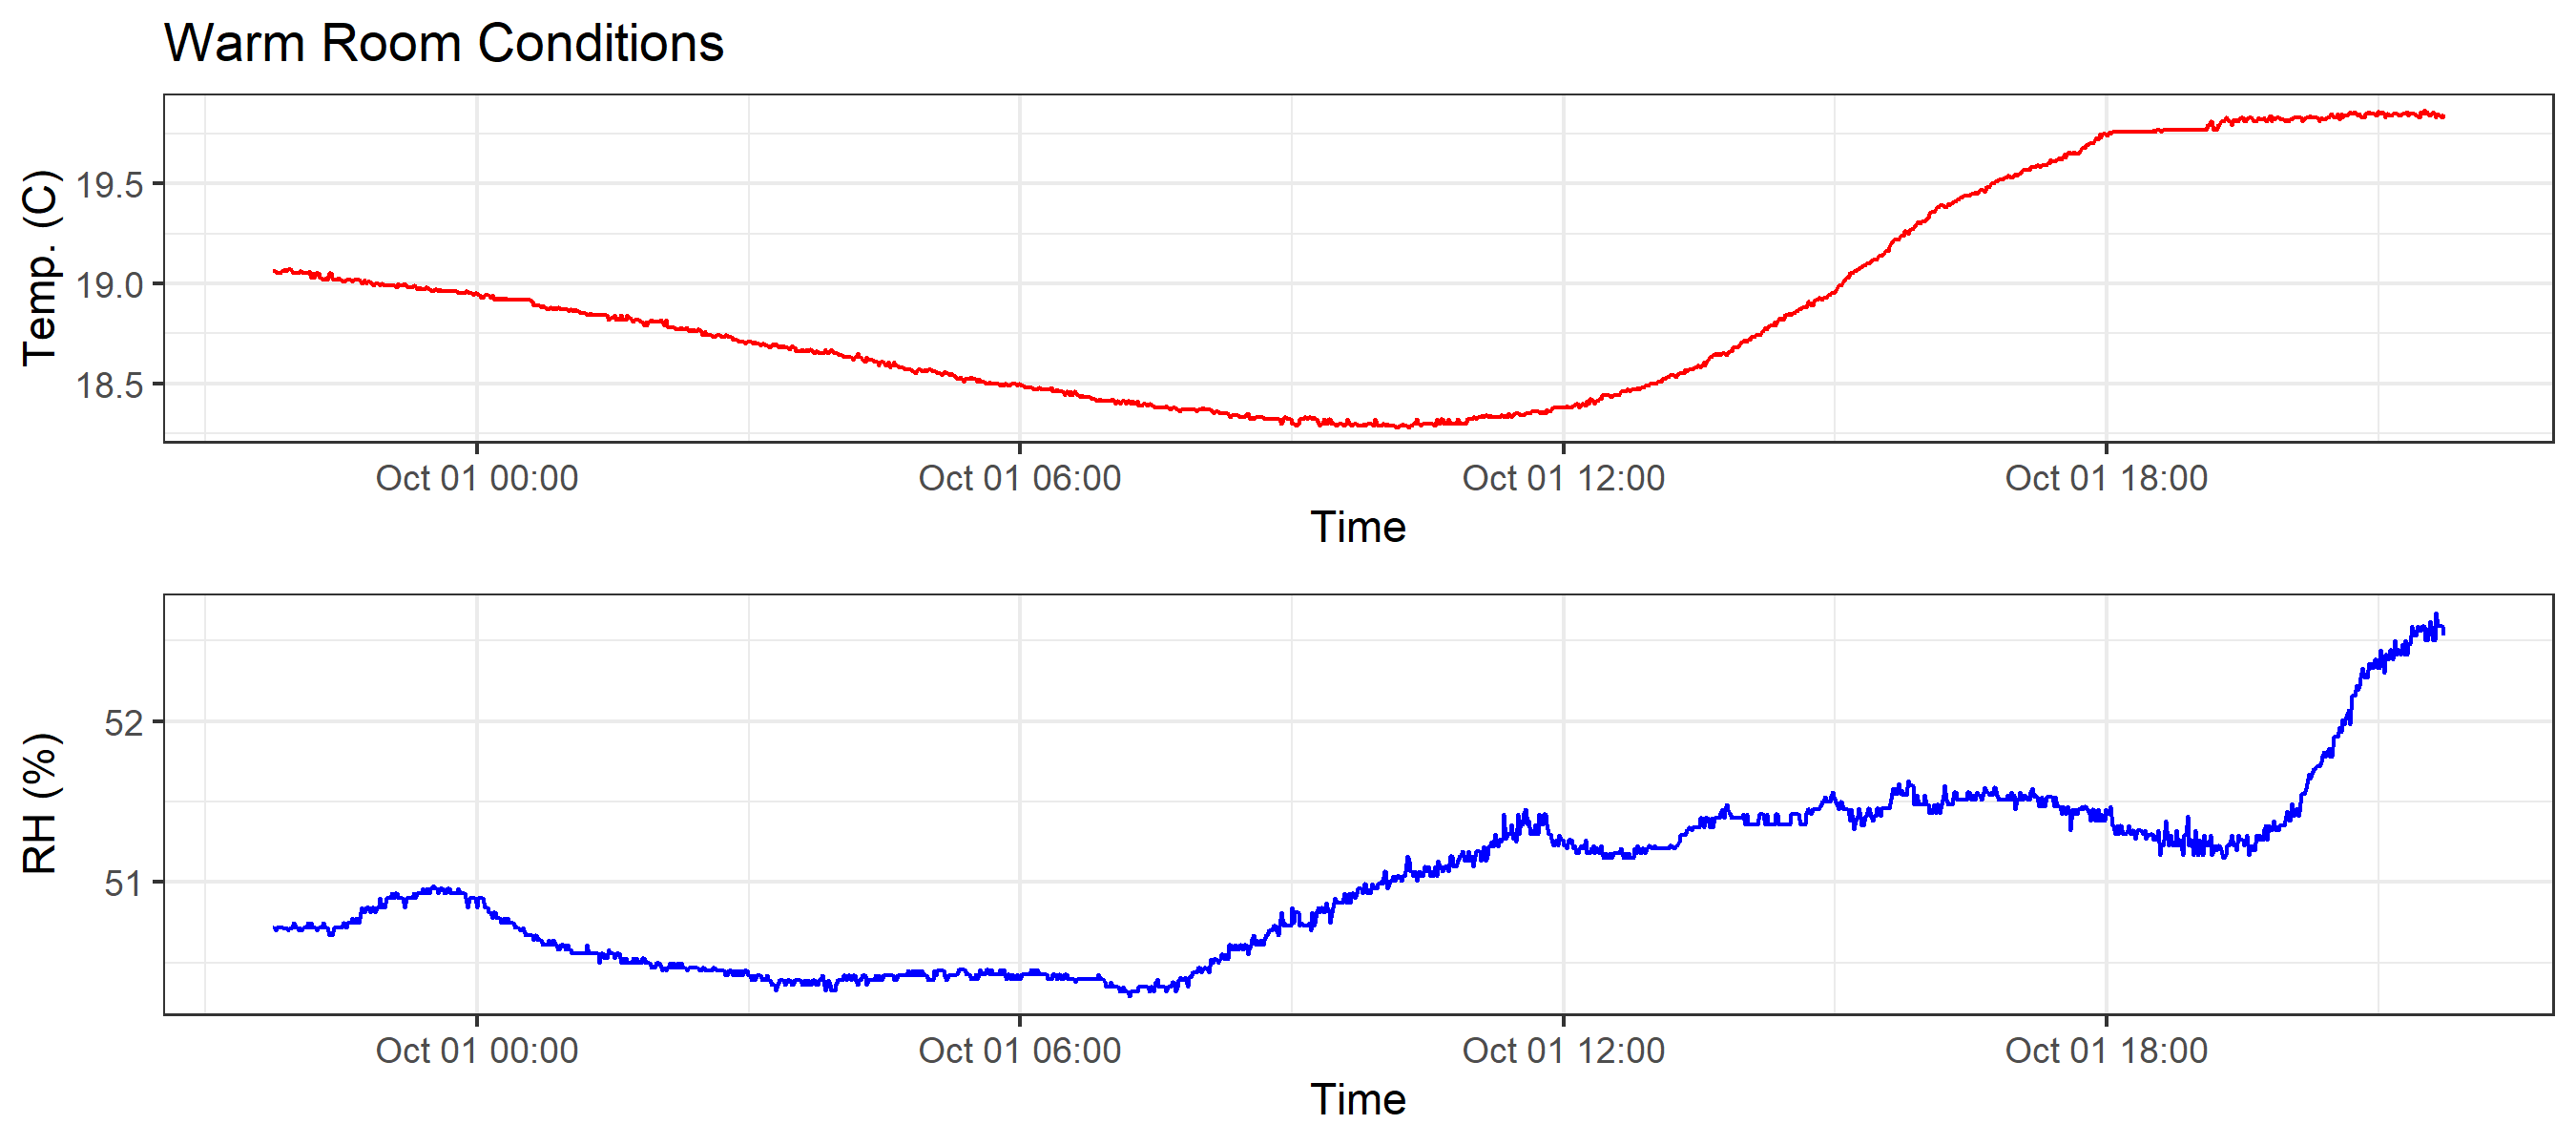 Warm Room Conditions
Temp. (C)
19.5
19.0
18.5
Oct 01 00:00 Oct 01 06:00 Oct 01 12:00 Oct 01 18:00
Time
RH (%)
52
51
Oct 01 00:00 Oct 01 06:00 Oct 01 12:00 Oct 01 18:00
Time